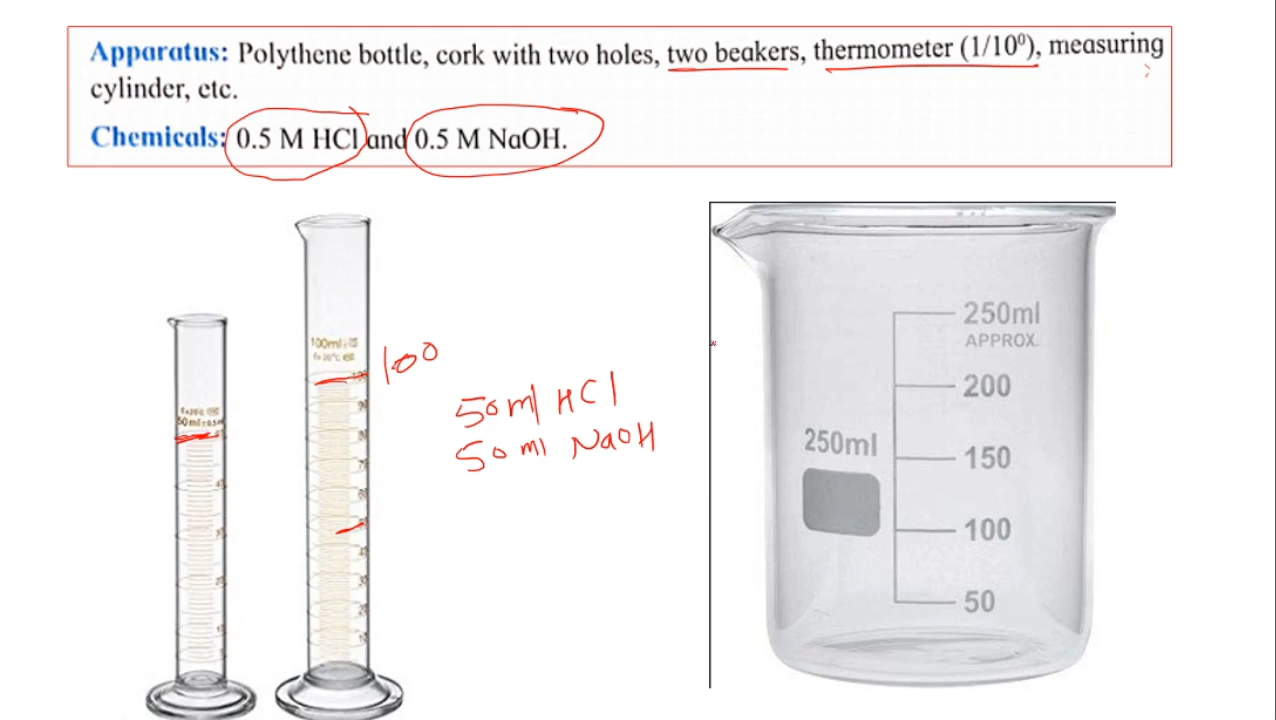 Apparatus: Polythene bottle, cork with two holes, two beakers, thermometer (1/10⁰), measuring
cylinder, etc.
Chemicals: 0.5 M HCl and 0.5 M NaOH.
100ml
100
50ml HCl
50ml NaOH
50ml
250ml
APPROX.
200
250ml
150
100
50